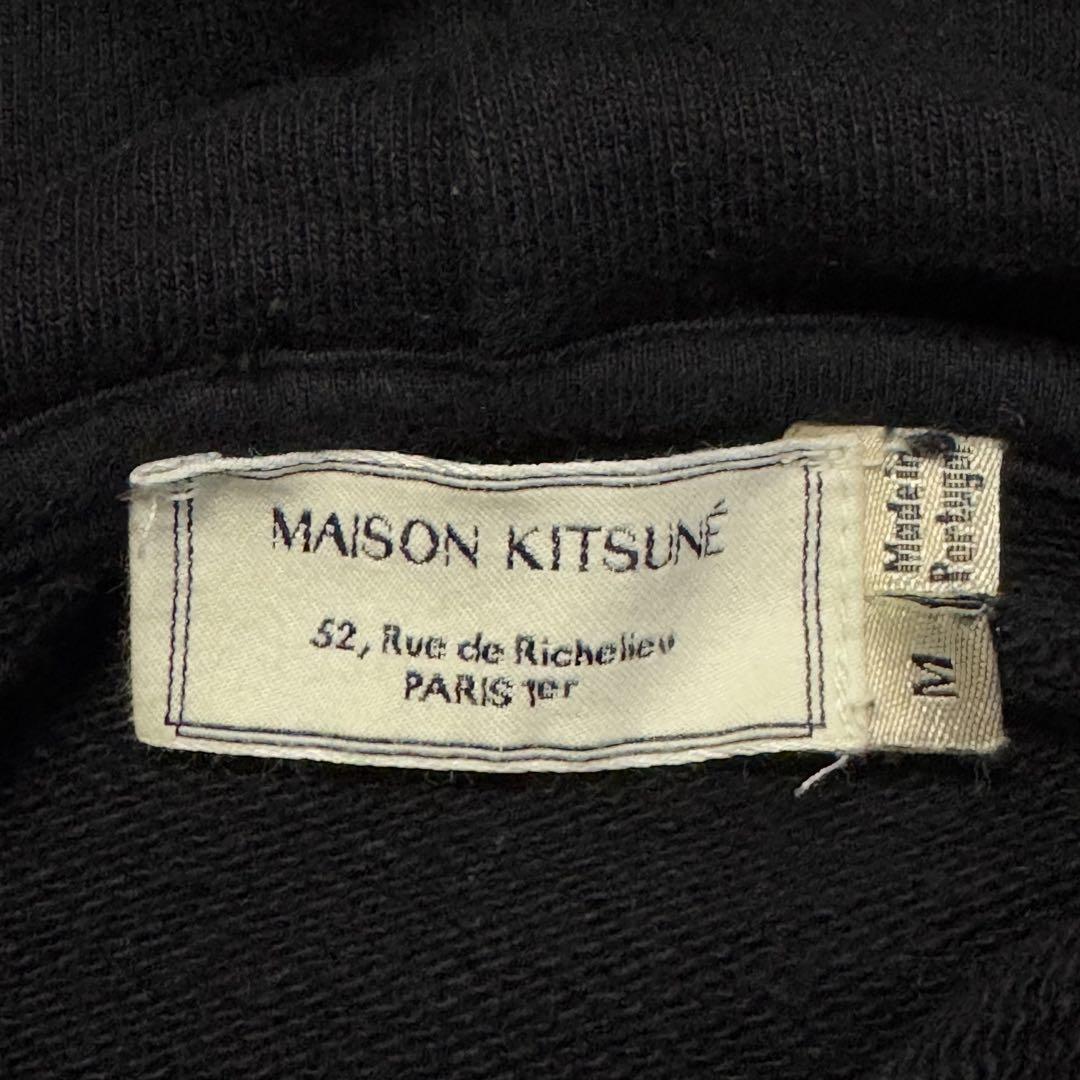 MAISON KITSUNÉ
52, Rue de Richelieu
PARIS 1er
Made in
Portugal
M